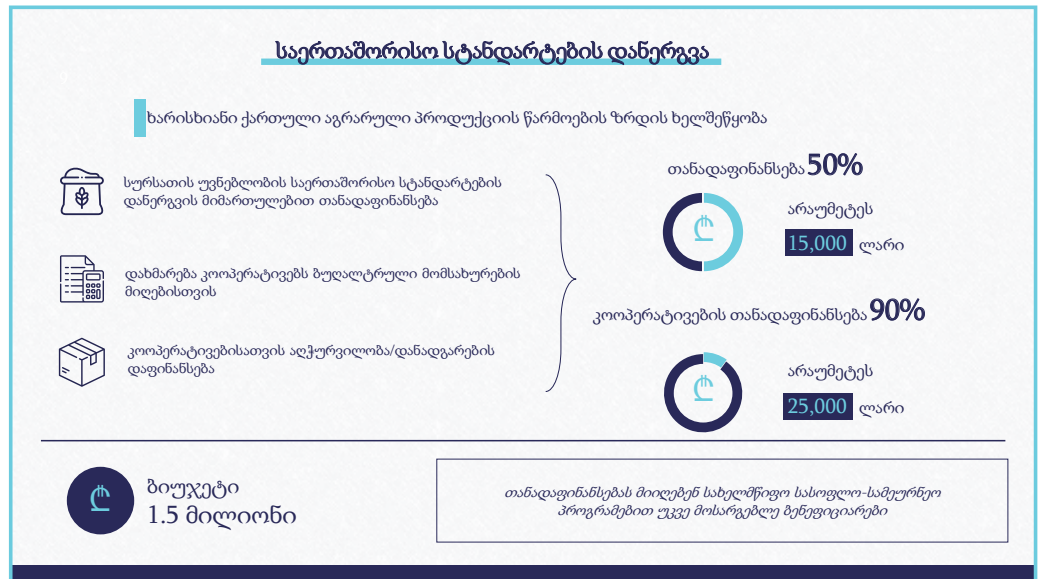 საერთაშორისო სტანდარტების დანერგვა
ხარისხიანი ქართული აგრარული პროდუქციის წარმოების ზრდის ხელშეწყობა
სურსათის უვნებლობის საერთაშორისო სტანდარტების
დანერგვის მიმართულებით თანადაფინანსება
დახმარება კოოპერატივებს ბუღალტრული მომსახურების
მიღებისთვის
კოოპერატივებისათვის აღჭურვილობა/დანადგარების
დაფინანსება
თანადაფინანსება 50%
₾
არაუმეტეს
15,000 ლარი
კოოპერატივების თანადაფინანსება 90%
₾
არაუმეტეს
25,000 ლარი
₾
ბიუჯეტი
1.5 მილიონი
თანადაფინანსებას მიიღებენ სახელმწიფო სასოფლო-სამეურნეო
პროგრამებით უკვე მოსარგებლე ბენეფიციარები